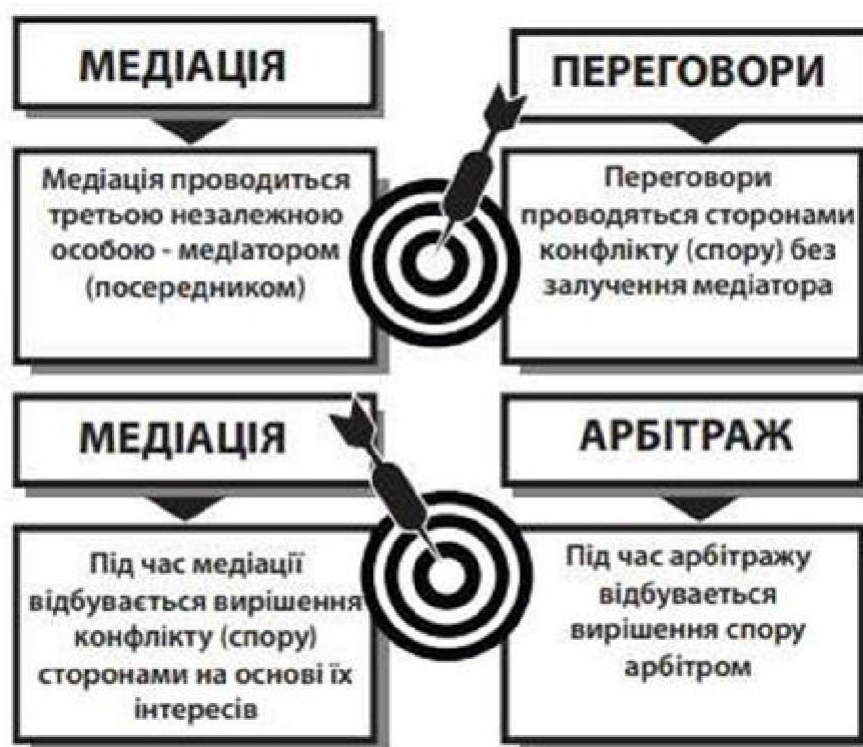 МЕДІАЦІЯ
Медіація проводиться
третьою незалежною
особою - медіатором
(посередником)
ПЕРЕГОВОРИ
Переговори
проводяться сторонами
конфлікту (спору) без
залучення медіатора
МЕДІАЦІЯ
Під час медіації
відбувається вирішення
конфлікту (спору)
сторонами на основі їх
інтересів
АРБІТРАЖ
Під час арбітражу
відбуваеться
вирішення спору
арбітром